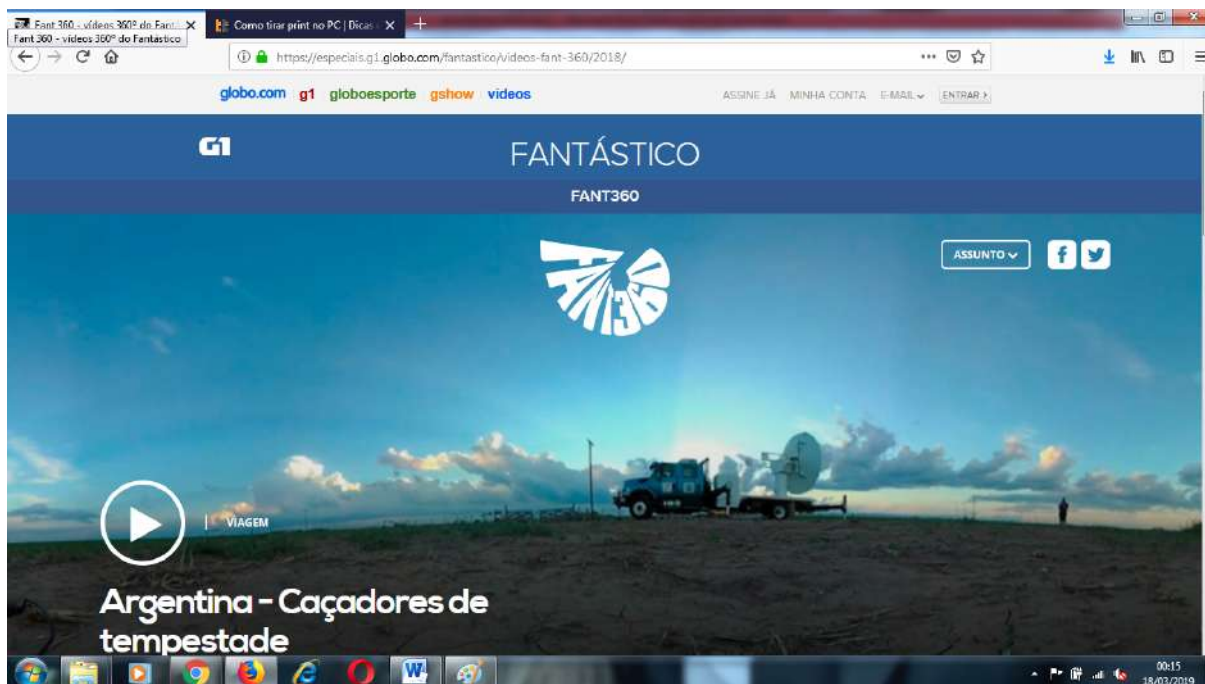 Fant 360 - vídeos 360º do Fant
Como tirar print no PC | Dicas
Fant 360 - vídeos 360º do Fantástico
https://especiais.g1.globo.com/fantastico/videos-fant-360/2018/
globo.com g1 globoesporte gshow vídeos
ASSINE JÁ MINHA CONTA E-MAIL ENTRAR >
G1
FANTÁSTICO
FANT360
FANT360
ASSUNTO
VIAGEM
Argentina - Caçadores de
tempestade
00:15
18/03/2019